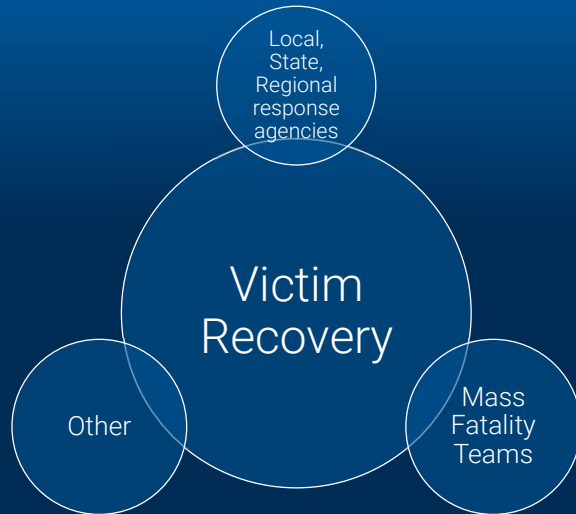 Local,
State,
Regional
response
agencies
Victim
Recovery
Other
Mass
Fatality
Teams